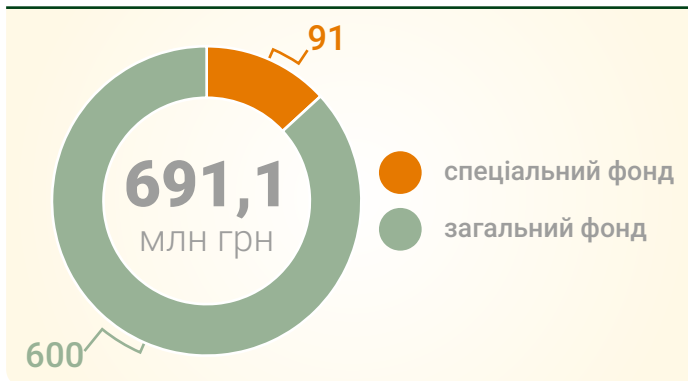 91
691,1
млн грн
спеціальний фонд
загальний фонд
600